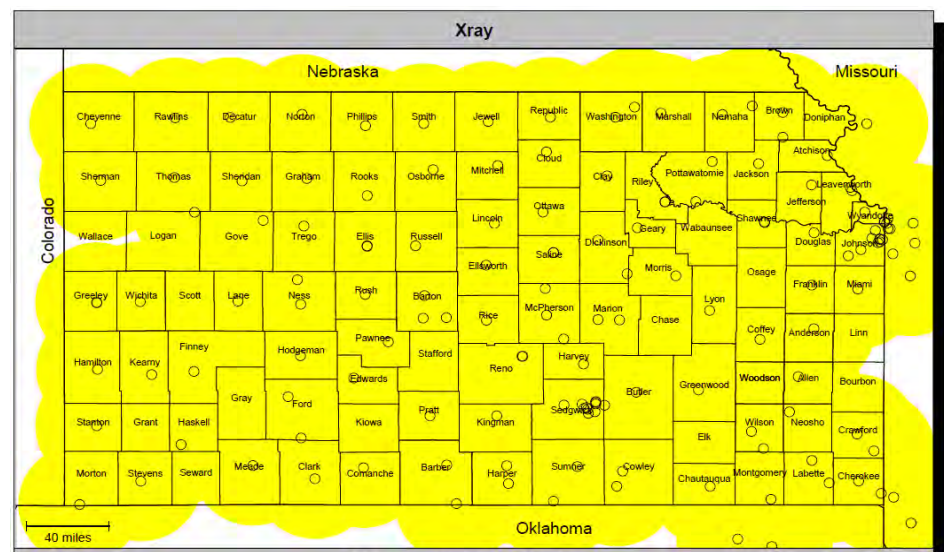 Xray
Nebraska
Missouri
Cheyenne Rawlins Decatur Norton Phillips Smith Jewell Republic Washington Marshall Nemaha Brown Doniphan
Atchison
Sherman Thomas Sheridan Graham Rooks Osborne Mitchell Cloud Clay Riley Pottawatomie Jackson Jefferson Leavenworth
Wyandotte
Colorado
Wallace Logan Gove Trego Ellis Russell Lincoln Ottawa Dickinson Geary Wabaunsee Shawnee Douglas Johnson
Ellsworth Saline Morris Osage
Greeley Wichita Scott Lane Ness Rush Barton Rice McPherson Marion Chase Lyon Franklin Miami
Coffey Anderson Linn
Hamilton Kearny Finney Hodgeman Pawnee Stafford Reno Harvey
Edwards Woodson Allen Bourbon
Gray Ford Sedgwick Butler Greenwood
Stanton Grant Haskell Kiowa Pratt Kingman Elk Wilson Neosho Crawford
Morton Stevens Seward Meade Clark Comanche Barber Harper Sumner Cowley Chautauqua Montgomery Labette Cherokee
Oklahoma
40 miles